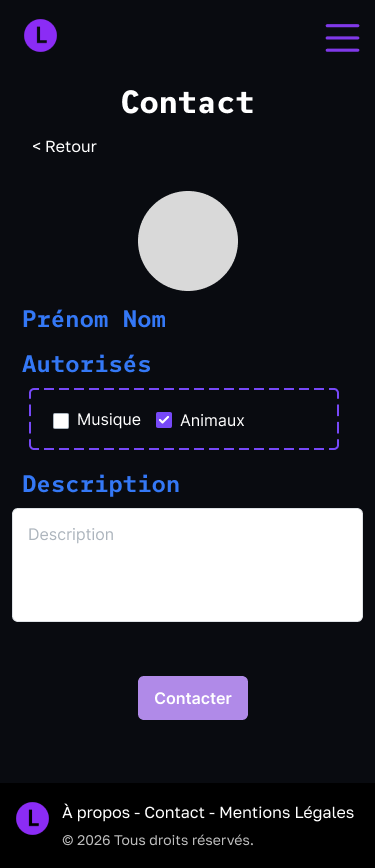 L
Contact
< Retour
Prénom Nom
Autorisés
Musique Animaux
Description
Description
Contacter
L À propos - Contact - Mentions Légales
© 2026 Tous droits réservés.